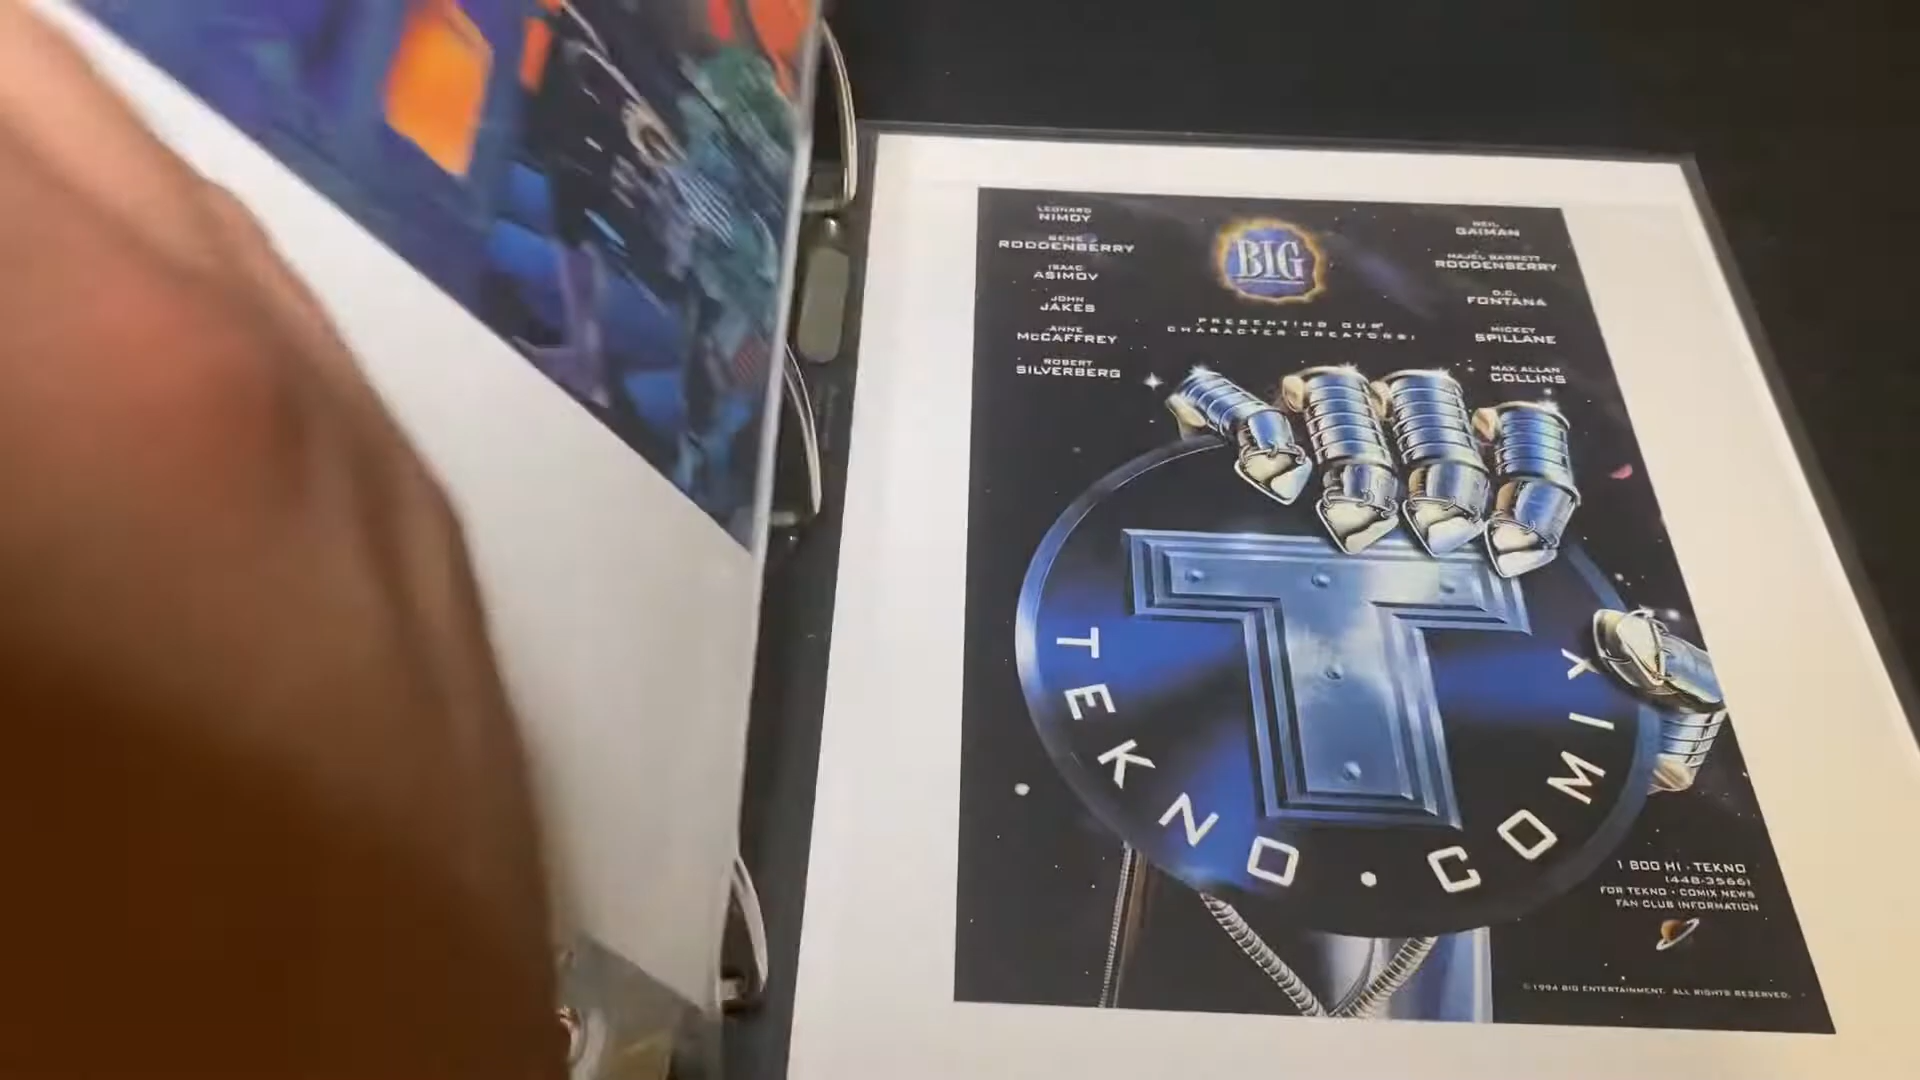 LEONARD
NIMOY
GENE
RODDENBERRY
ISAAC
ASIMOV
JOHN
JAKES
ANNE
McCAFFREY
ROBERT
SILVERBERG
BIG
PRESENTING OUR
CHARACTER CREATORS!
NEIL
GAIMAN
MAJEL BARRETT
RODDENBERRY
D.C.
FONTANA
MICKEY
SPILLANE
MAX ALLAN
COLLINS
T
TEKNO • COMIX
1 800 HI - TEKNO
(448-3566)
FOR TEKNO • COMIX NEWS
FAN CLUB INFORMATION
© 1994 BIG ENTERTAINMENT. ALL RIGHTS RESERVED.